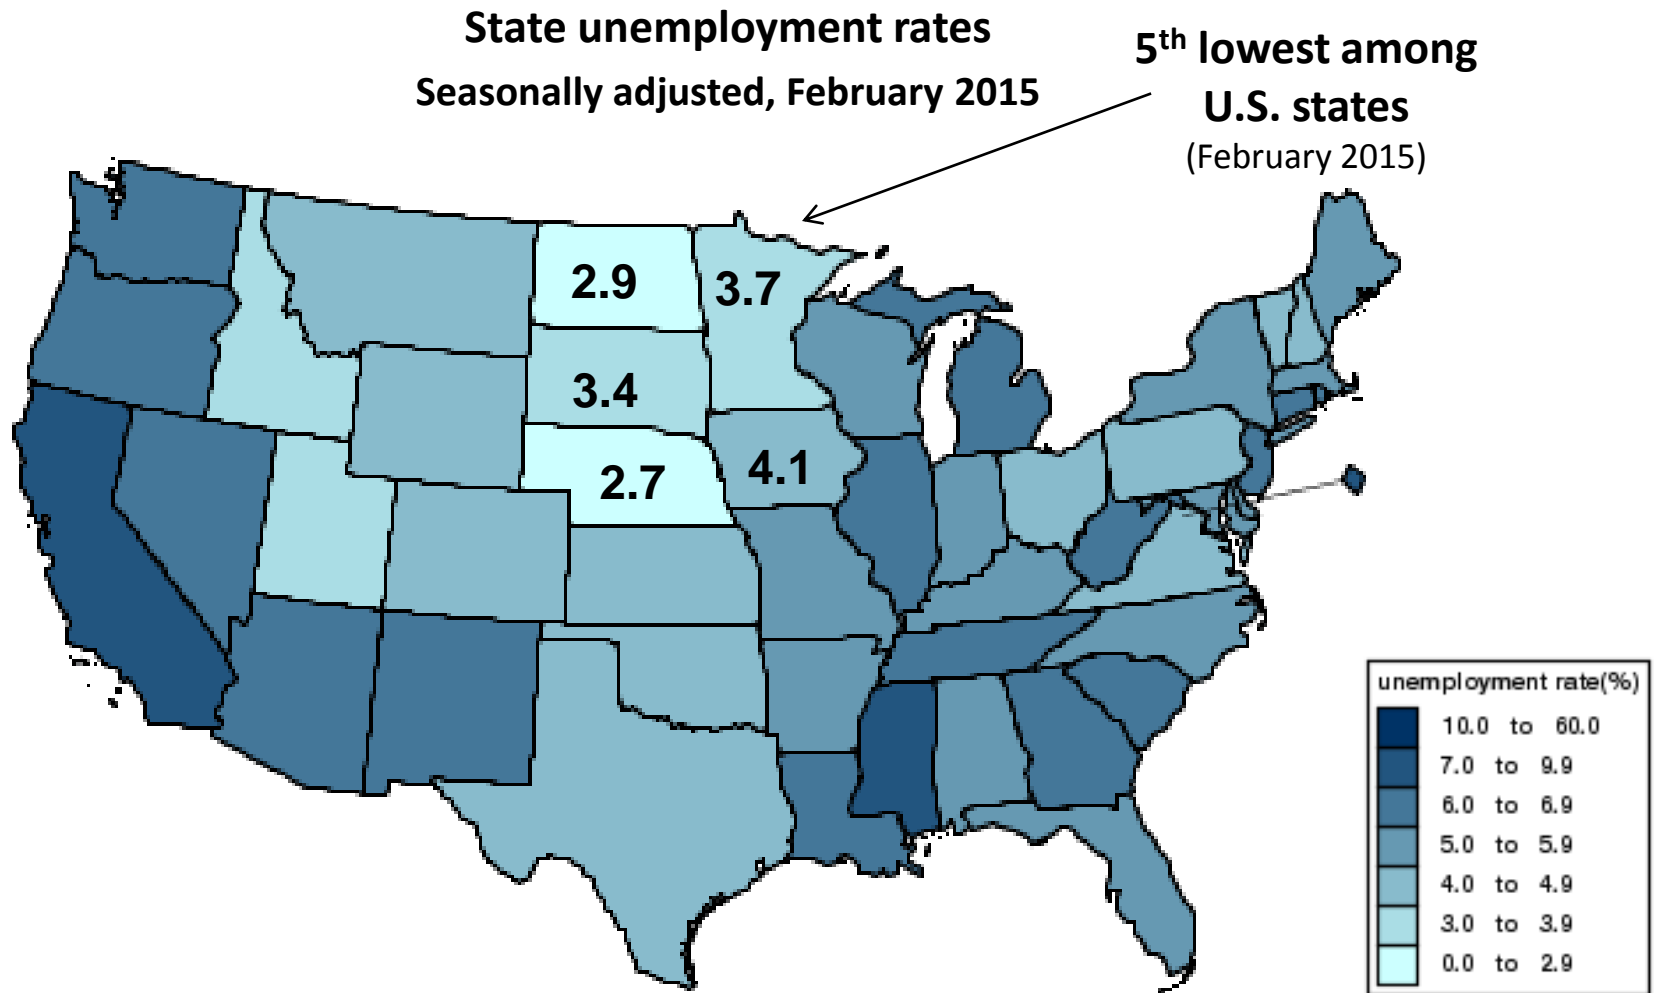 State unemployment rates
Seasonally adjusted, February 2015
5th lowest among
U.S. states
(February 2015)
2.9
3.7
3.4
2.7
4.1
unemployment rate(%)
10.0 to 60.0
7.0 to 9.9
6.0 to 6.9
5.0 to 5.9
4.0 to 4.9
3.0 to 3.9
0.0 to 2.9